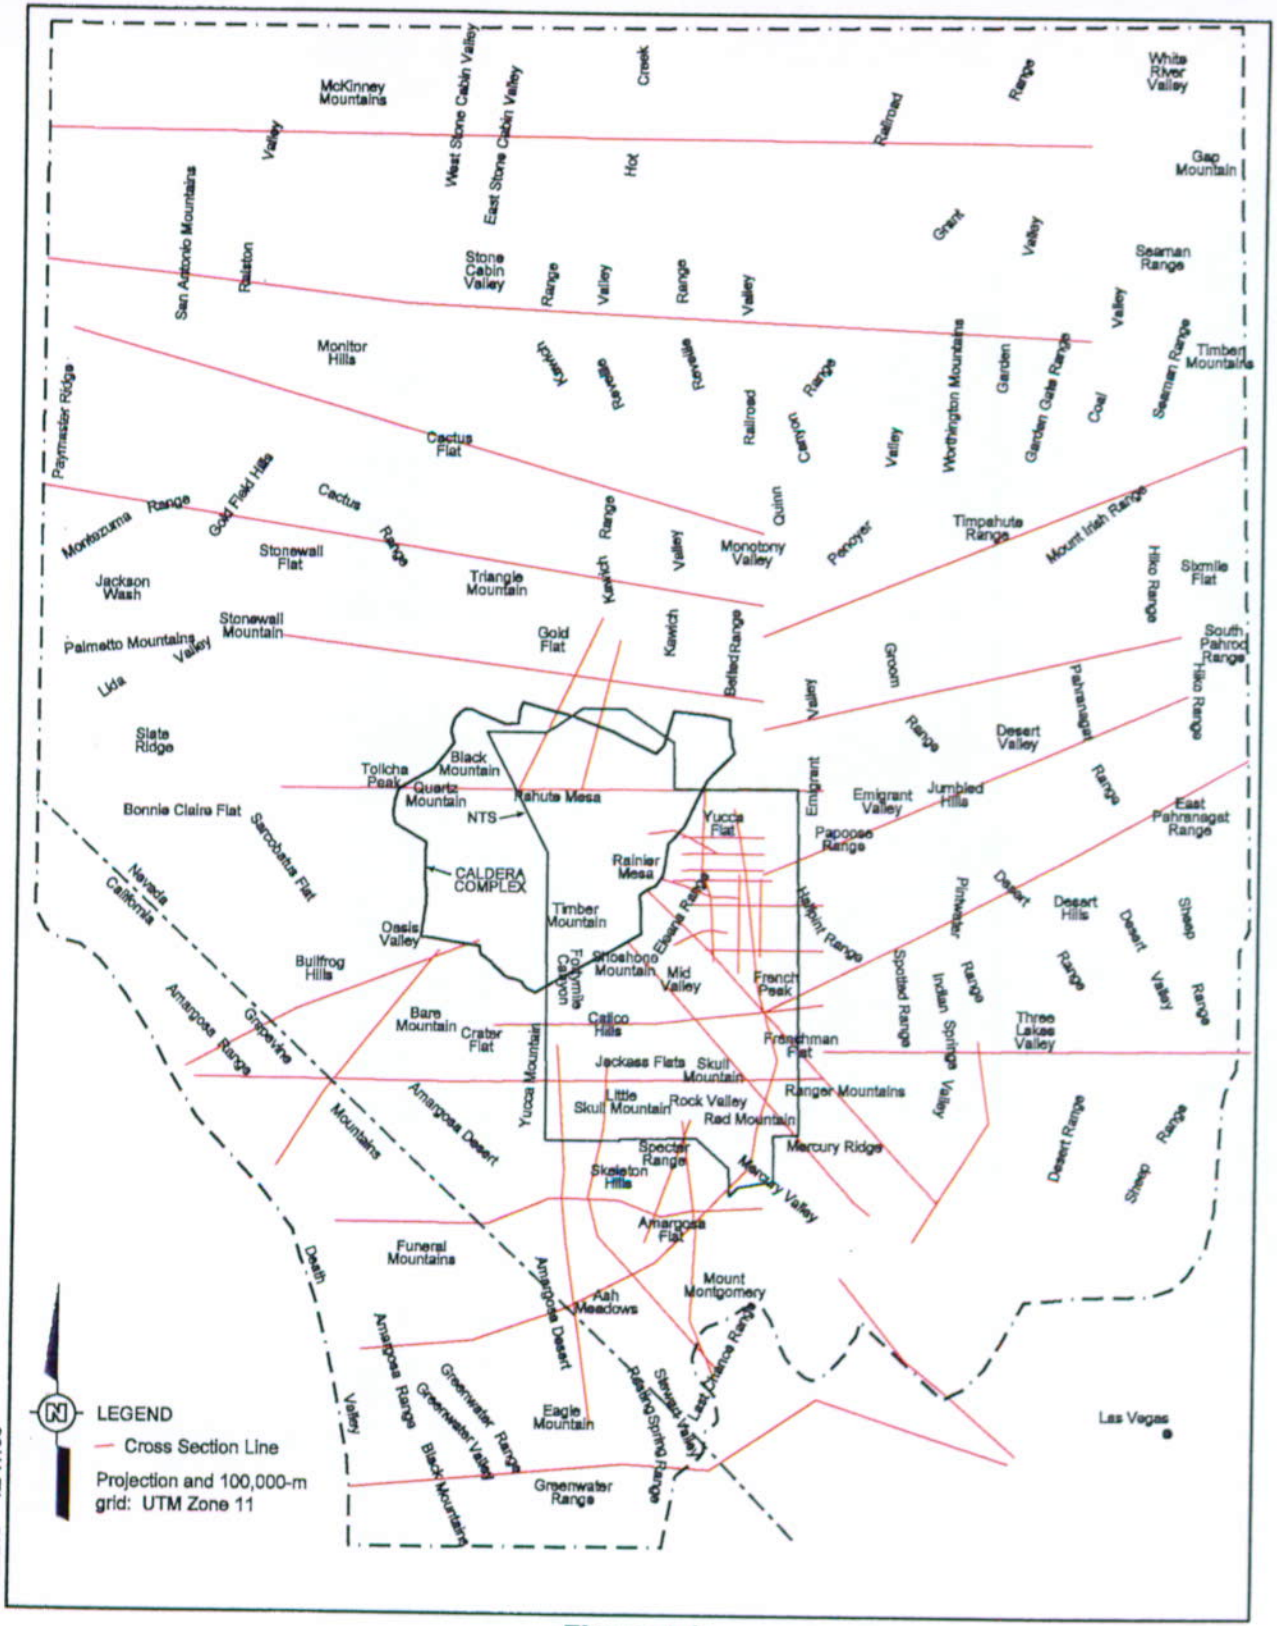 McKinney
Mountains
West Stone Cabin Valley
East Stone Cabin Valley
Hot
Creek
Railroad
Range
White
River
Valley
Valley
Gap
Mountain
San Antonio Mountains
Ralston
Stone
Cabin
Valley
Range
Valley
Range
Valley
Grant
Valley
Seaman
Range
Valley
Monitor
Hills
Kawich
Reveille
Reveille
Railroad
Canyon
Range
Valley
Worthington Mountains
Garden
Garden Gate Range
Coal
Seaman Range
Timber
Mountains
Paymaster Ridge
Cactus
Flat
Gold Field Hills
Montezuma
Range
Cactus
Range
Stonewall
Flat
Jackson
Wash
Triangle
Mountain
Kawich
Range
Valley
Monotony
Valley
Quinn
Penoyer
Timpahute
Range
Mount Irish Range
Hiko Range
Sixmile
Flat
Palmetto Mountains
Valley
Lida
Stonewall
Mountain
Gold
Flat
Kawich
Belted Range
Valley
Groom
Range
Pahranagat
Range
South
Pahroc
Range
Hiko Range
Slate
Ridge
Desert
Valley
Tolicha
Peak
Black
Mountain
Quartz
Mountain
Pahute Mesa
NTS
Emigrant
Emigrant
Valley
Jumbled
Hills
East
Pahranagat
Range
Bonnie Claire Flat
Sarcobatus Flat
Yucca
Flat
Papoose
Range
Nevada
California
CALDERA
COMPLEX
Rainier
Mesa
Eleana Range
Halfpint Range
Pintwater
Range
Desert
Range
Desert
Hills
Desert
Valley
Sheep
Range
Oasis
Valley
Timber
Mountain
Bullfrog
Hills
Fortymile
Canyon
Shoshone
Mountain
Mid
Valley
French
Peak
Spotted Range
Indian
Springs
Valley
Amargosa
Range
Grapevine
Mountains
Bare
Mountain
Crater
Flat
Calico
Hills
Frenchman
Flat
Three
Lakes
Valley
Yucca Mountain
Jackass Flats
Skull
Mountain
Ranger Mountains
Little
Skull Mountain
Rock Valley
Red Mountain
Amargosa Desert
Mercury Ridge
Desert Range
Sheep
Range
Specter
Range
Skeleton
Hills
Mercury Valley
Amargosa
Flat
Funeral
Mountains
Death
Valley
Amargosa Desert
Ash
Meadows
Mount
Montgomery
Amargosa Range
Greenwater Range
Greenwater Valley
Black Mountains
Eagle
Mountain
Resting Spring Range
Stewart Valley
Last Chance Range
Greenwater
Range
Las Vegas
N
LEGEND
Cross Section Line
Projection and 100,000-m
grid: UTM Zone 11